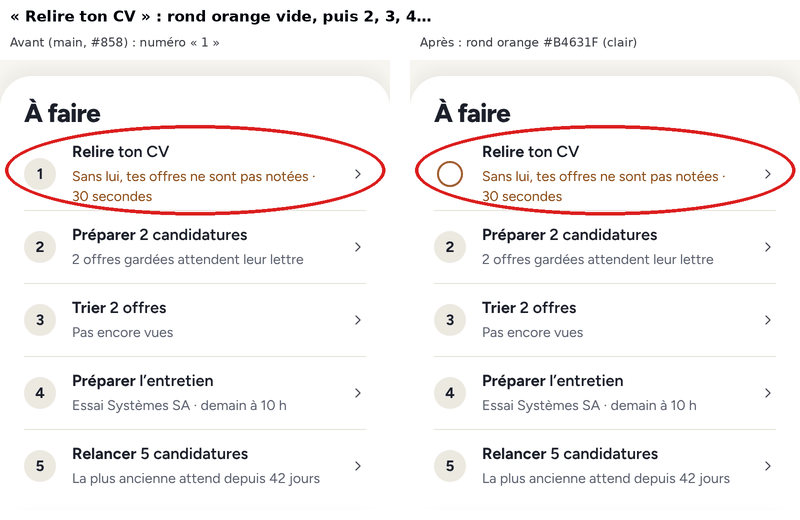 « Relire ton CV » : rond orange vide, puis 2, 3, 4…
Avant (main, #858) : numéro « 1 »
Après : rond orange #B4631F (clair)
À faire
1
Relire ton CV
Sans lui, tes offres ne sont pas notées ·
30 secondes
2
Préparer 2 candidatures
2 offres gardées attendent leur lettre
3
Trier 2 offres
Pas encore vues
4
Préparer l’entretien
Essai Systèmes SA · demain à 10 h
5
Relancer 5 candidatures
La plus ancienne attend depuis 42 jours
À faire
Relire ton CV
Sans lui, tes offres ne sont pas notées ·
30 secondes
2
Préparer 2 candidatures
2 offres gardées attendent leur lettre
3
Trier 2 offres
Pas encore vues
4
Préparer l’entretien
Essai Systèmes SA · demain à 10 h
5
Relancer 5 candidatures
La plus ancienne attend depuis 42 jours